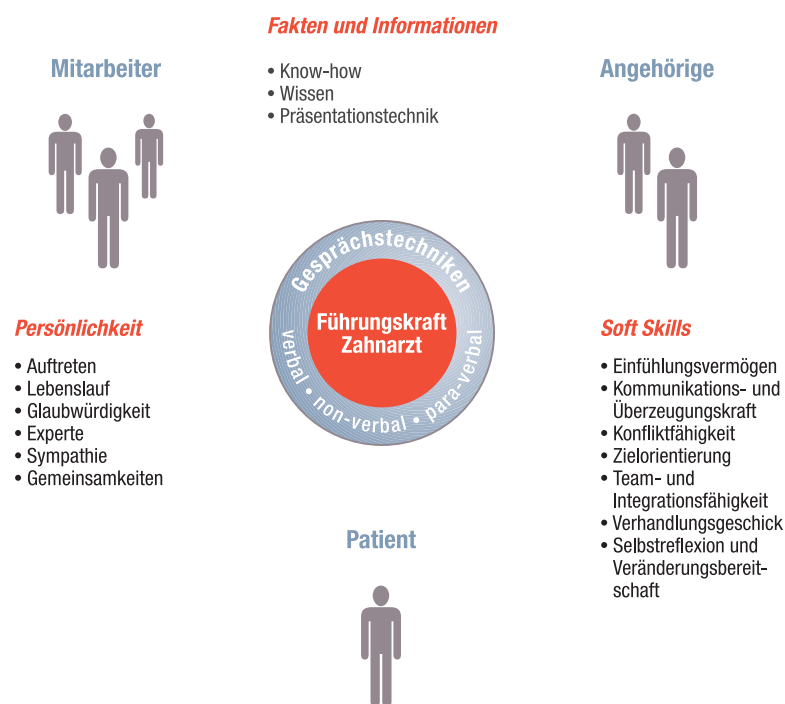 Fakten und Informationen
• Know-how
• Wissen
• Präsentationstechnik
Mitarbeiter
Angehörige
Gesprächstechniken
Führungskraft
Zahnarzt
verbal • non-verbal • para-verbal
Persönlichkeit
• Auftreten
• Lebenslauf
• Glaubwürdigkeit
• Experte
• Sympathie
• Gemeinsamkeiten
Soft Skills
• Einfühlungsvermögen
• Kommunikations- und
Überzeugungskraft
• Konfliktfähigkeit
• Zielorientierung
• Team- und
Integrationsfähigkeit
• Verhandlungsgeschick
• Selbstreflexion und
Veränderungsbereit-
schaft
Patient